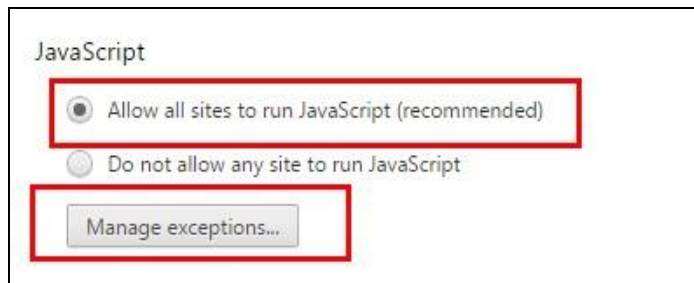 JavaScript
Allow all sites to run JavaScript (recommended)
Do not allow any site to run JavaScript
Manage exceptions...